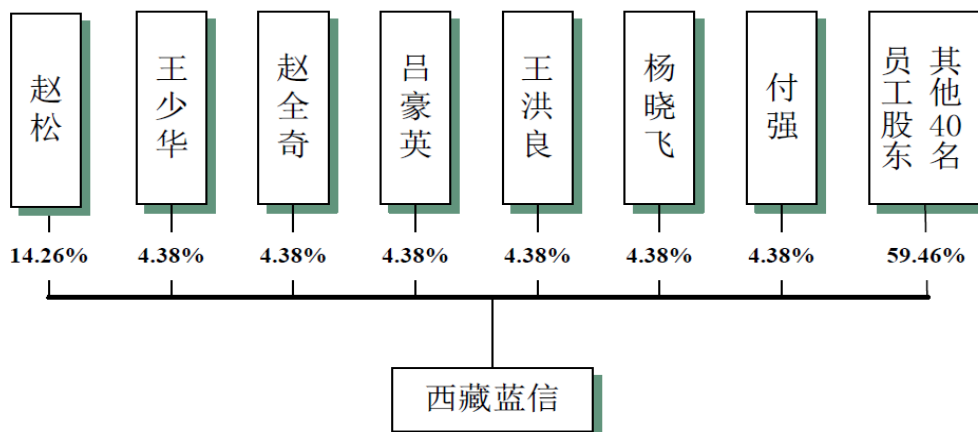 赵松
王少华
赵全奇
吕豪英
王洪良
杨晓飞
付强
其他40名
员工股东
14.26%
4.38%
4.38%
4.38%
4.38%
4.38%
4.38%
59.46%
西藏蓝信